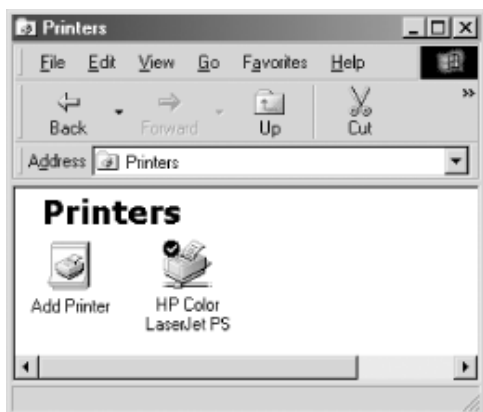 Printers
File Edit View Go Favorites Help
Back Forward Up Cut
Address Printers
Printers
Add Printer HP Color
LaserJet PS